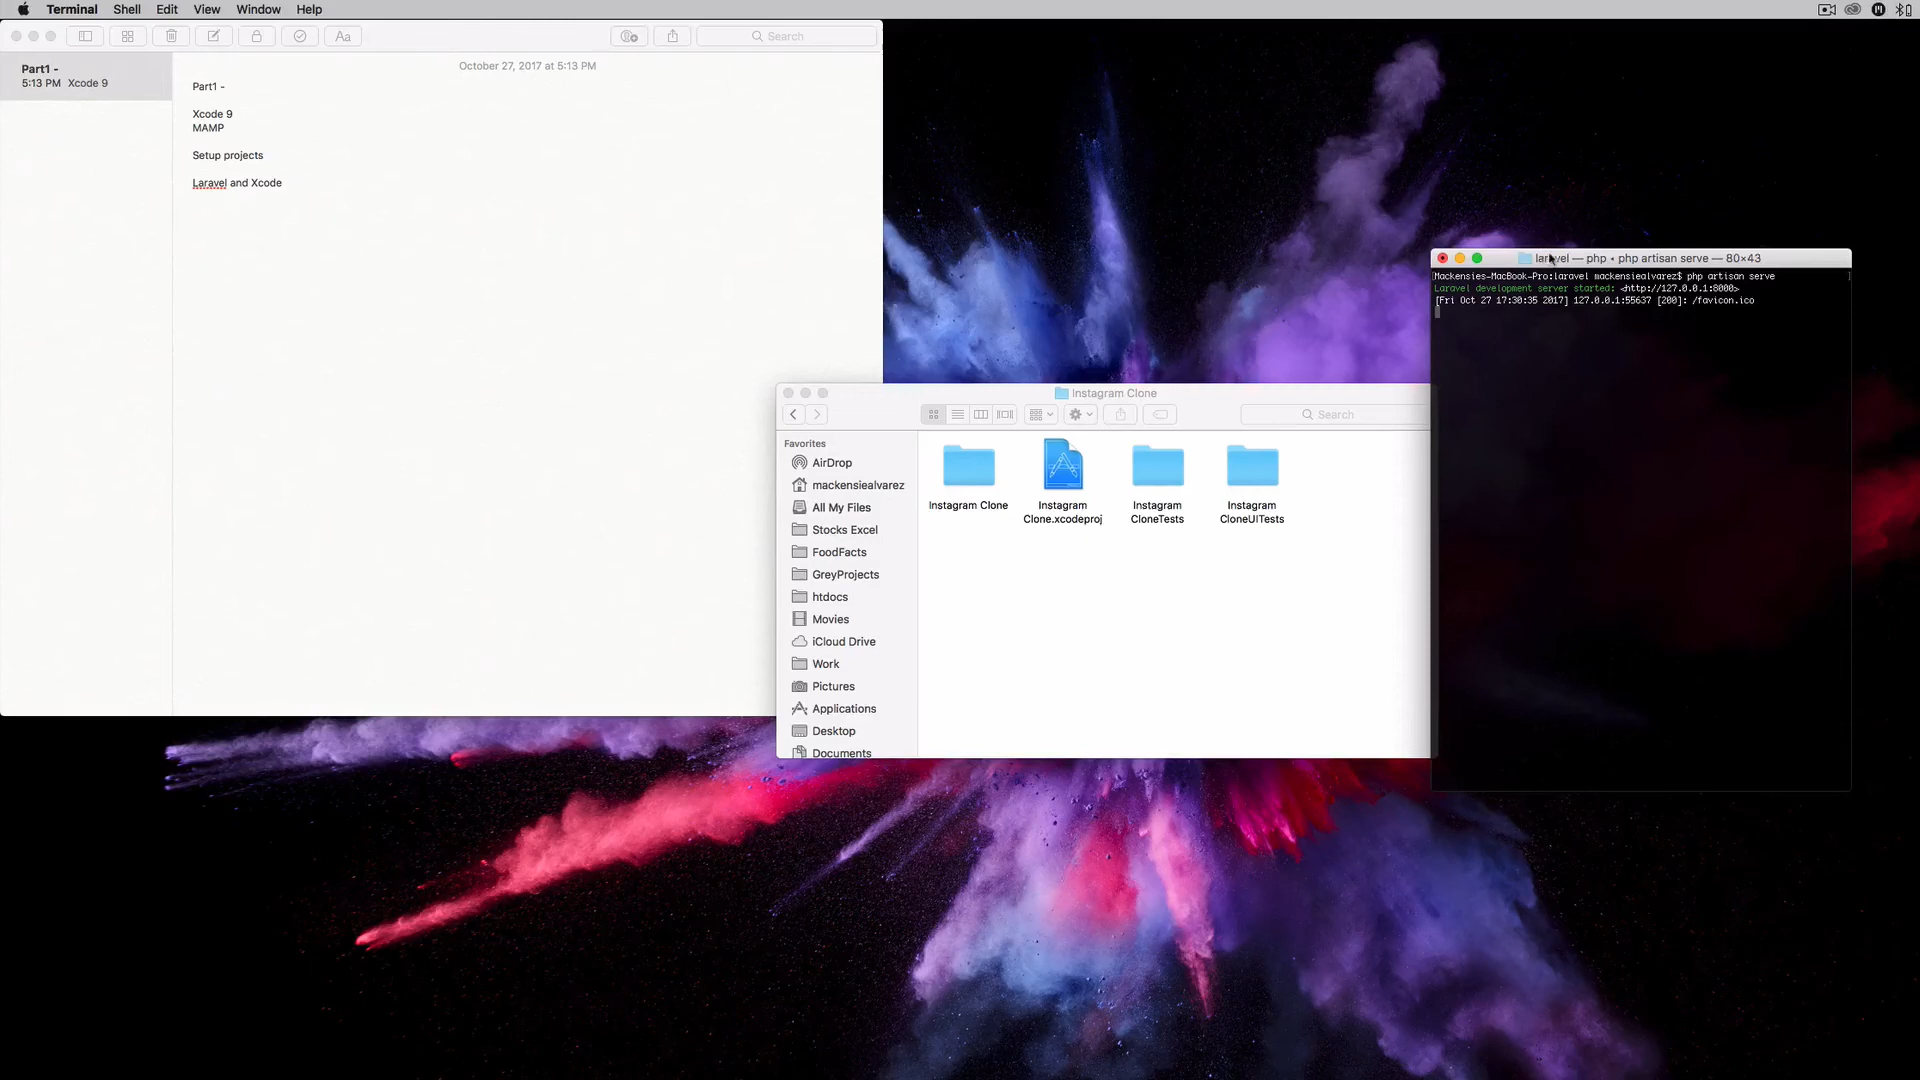 Terminal Shell Edit View Window Help
Search
Part1 -
5:13 PM Xcode 9
October 27, 2017 at 5:13 PM
Part1 -
Xcode 9
MAMP
Setup projects
Laravel and Xcode
laravel — php • php artisan serve — 80×43
Mackensies-MacBook-Pro:laravel mackensiealvarez$ php artisan serve
Laravel development server started: <http://127.0.0.1:8000>
[Fri Oct 27 17:30:35 2017] 127.0.0.1:55637 [200]: /favicon.ico
Instagram Clone
Search
Favorites
AirDrop
mackensiealvarez
All My Files
Stocks Excel
FoodFacts
GreyProjects
htdocs
Movies
iCloud Drive
Work
Pictures
Applications
Desktop
Documents
Instagram Clone
Instagram
Clone.xcodeproj
Instagram
CloneTests
Instagram
CloneUITests